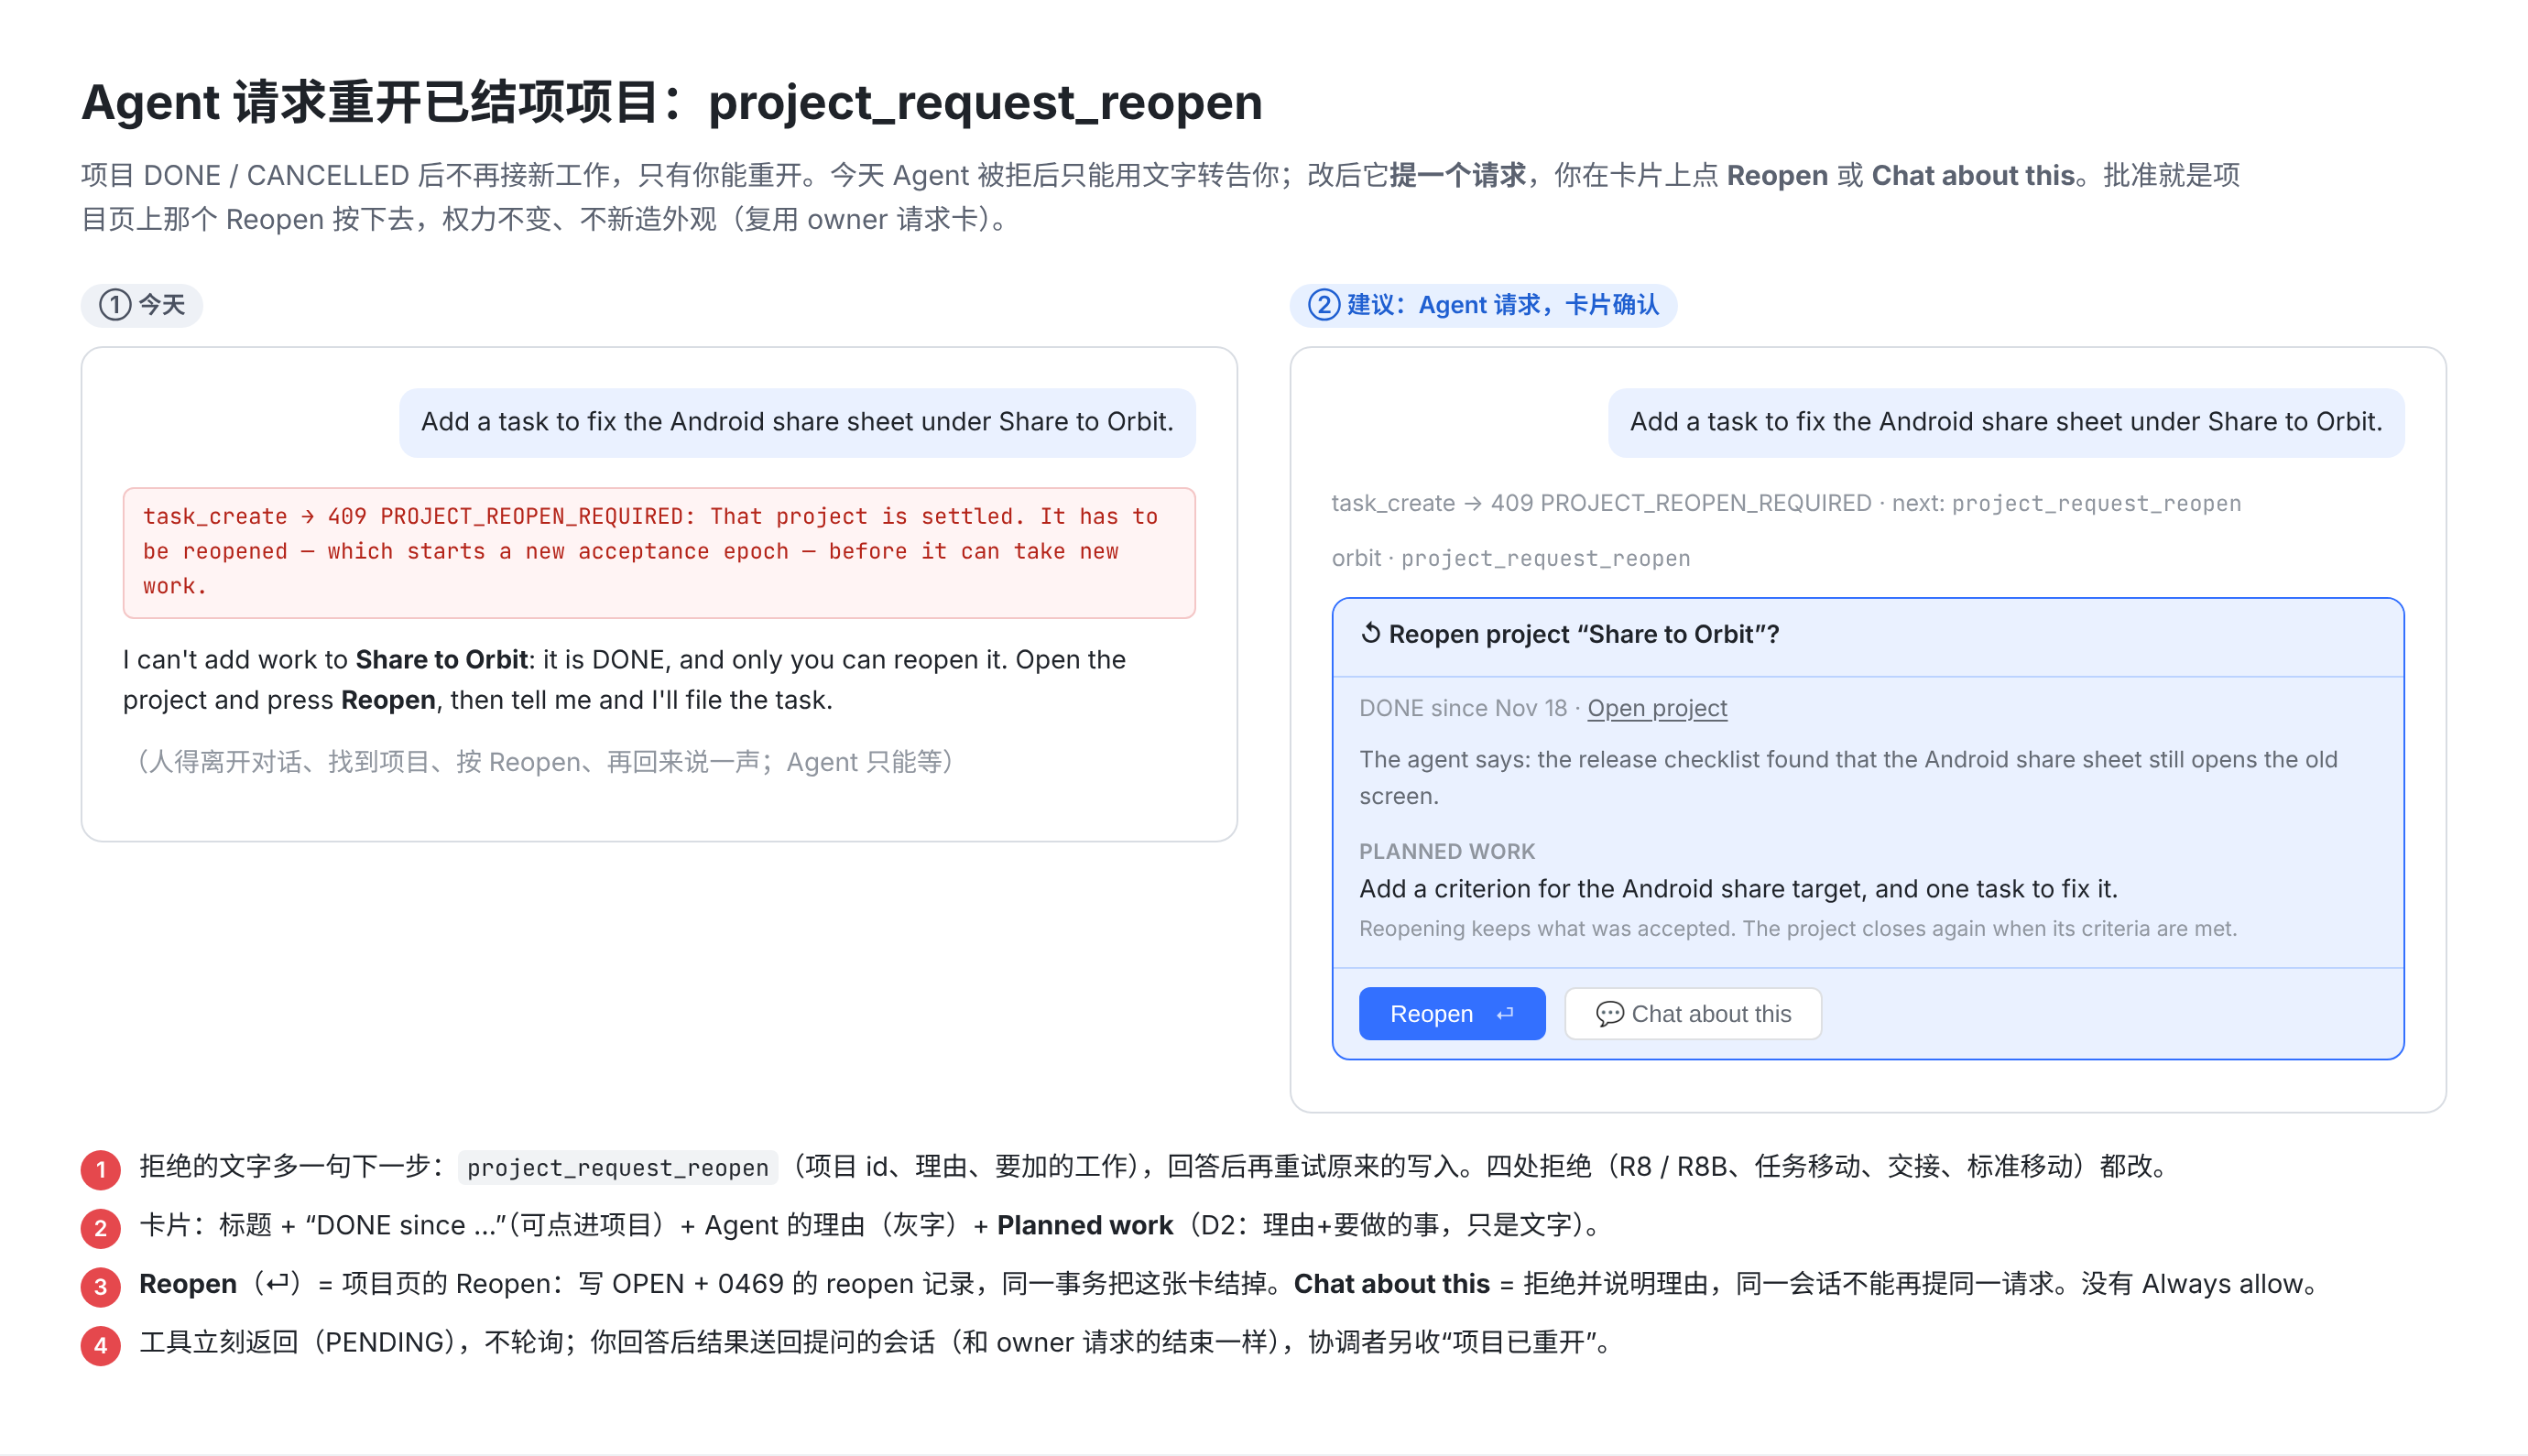 Agent 请求重开已结项项目：project_request_reopen
项目 DONE / CANCELLED 后不再接新工作，只有你能重开。今天 Agent 被拒后只能用文字转告你；改后它提一个请求，你在卡片上点 Reopen 或 Chat about this。批准就是项
目页上那个 Reopen 按下去，权力不变、不新造外观（复用 owner 请求卡）。
① 今天
Add a task to fix the Android share sheet under Share to Orbit.
task_create → 409 PROJECT_REOPEN_REQUIRED: That project is settled. It has to
be reopened — which starts a new acceptance epoch — before it can take new
work.
I can't add work to Share to Orbit: it is DONE, and only you can reopen it. Open the
project and press Reopen, then tell me and I'll file the task.
（人得离开对话、找到项目、按 Reopen、再回来说一声；Agent 只能等）
② 建议：Agent 请求，卡片确认
Add a task to fix the Android share sheet under Share to Orbit.
task_create → 409 PROJECT_REOPEN_REQUIRED · next: project_request_reopen
orbit · project_request_reopen
Reopen project “Share to Orbit”?
DONE since Nov 18 · Open project
The agent says: the release checklist found that the Android share sheet still opens the old
screen.
PLANNED WORK
Add a criterion for the Android share target, and one task to fix it.
Reopening keeps what was accepted. The project closes again when its criteria are met.
Reopen ⏎
💬 Chat about this
1 拒绝的文字多一句下一步：project_request_reopen（项目 id、理由、要加的工作），回答后再重试原来的写入。四处拒绝（R8 / R8B、任务移动、交接、标准移动）都改。
2 卡片：标题 + “DONE since …”（可点进项目）+ Agent 的理由（灰字）+ Planned work（D2：理由+要做的事，只是文字）。
3 Reopen（⏎）= 项目页的 Reopen：写 OPEN + 0469 的 reopen 记录，同一事务把这张卡结掉。Chat about this = 拒绝并说明理由，同一会话不能再提同一请求。没有 Always allow。
4 工具立刻返回（PENDING），不轮询；你回答后结果送回提问的会话（和 owner 请求的结束一样），协调者另收“项目已重开”。